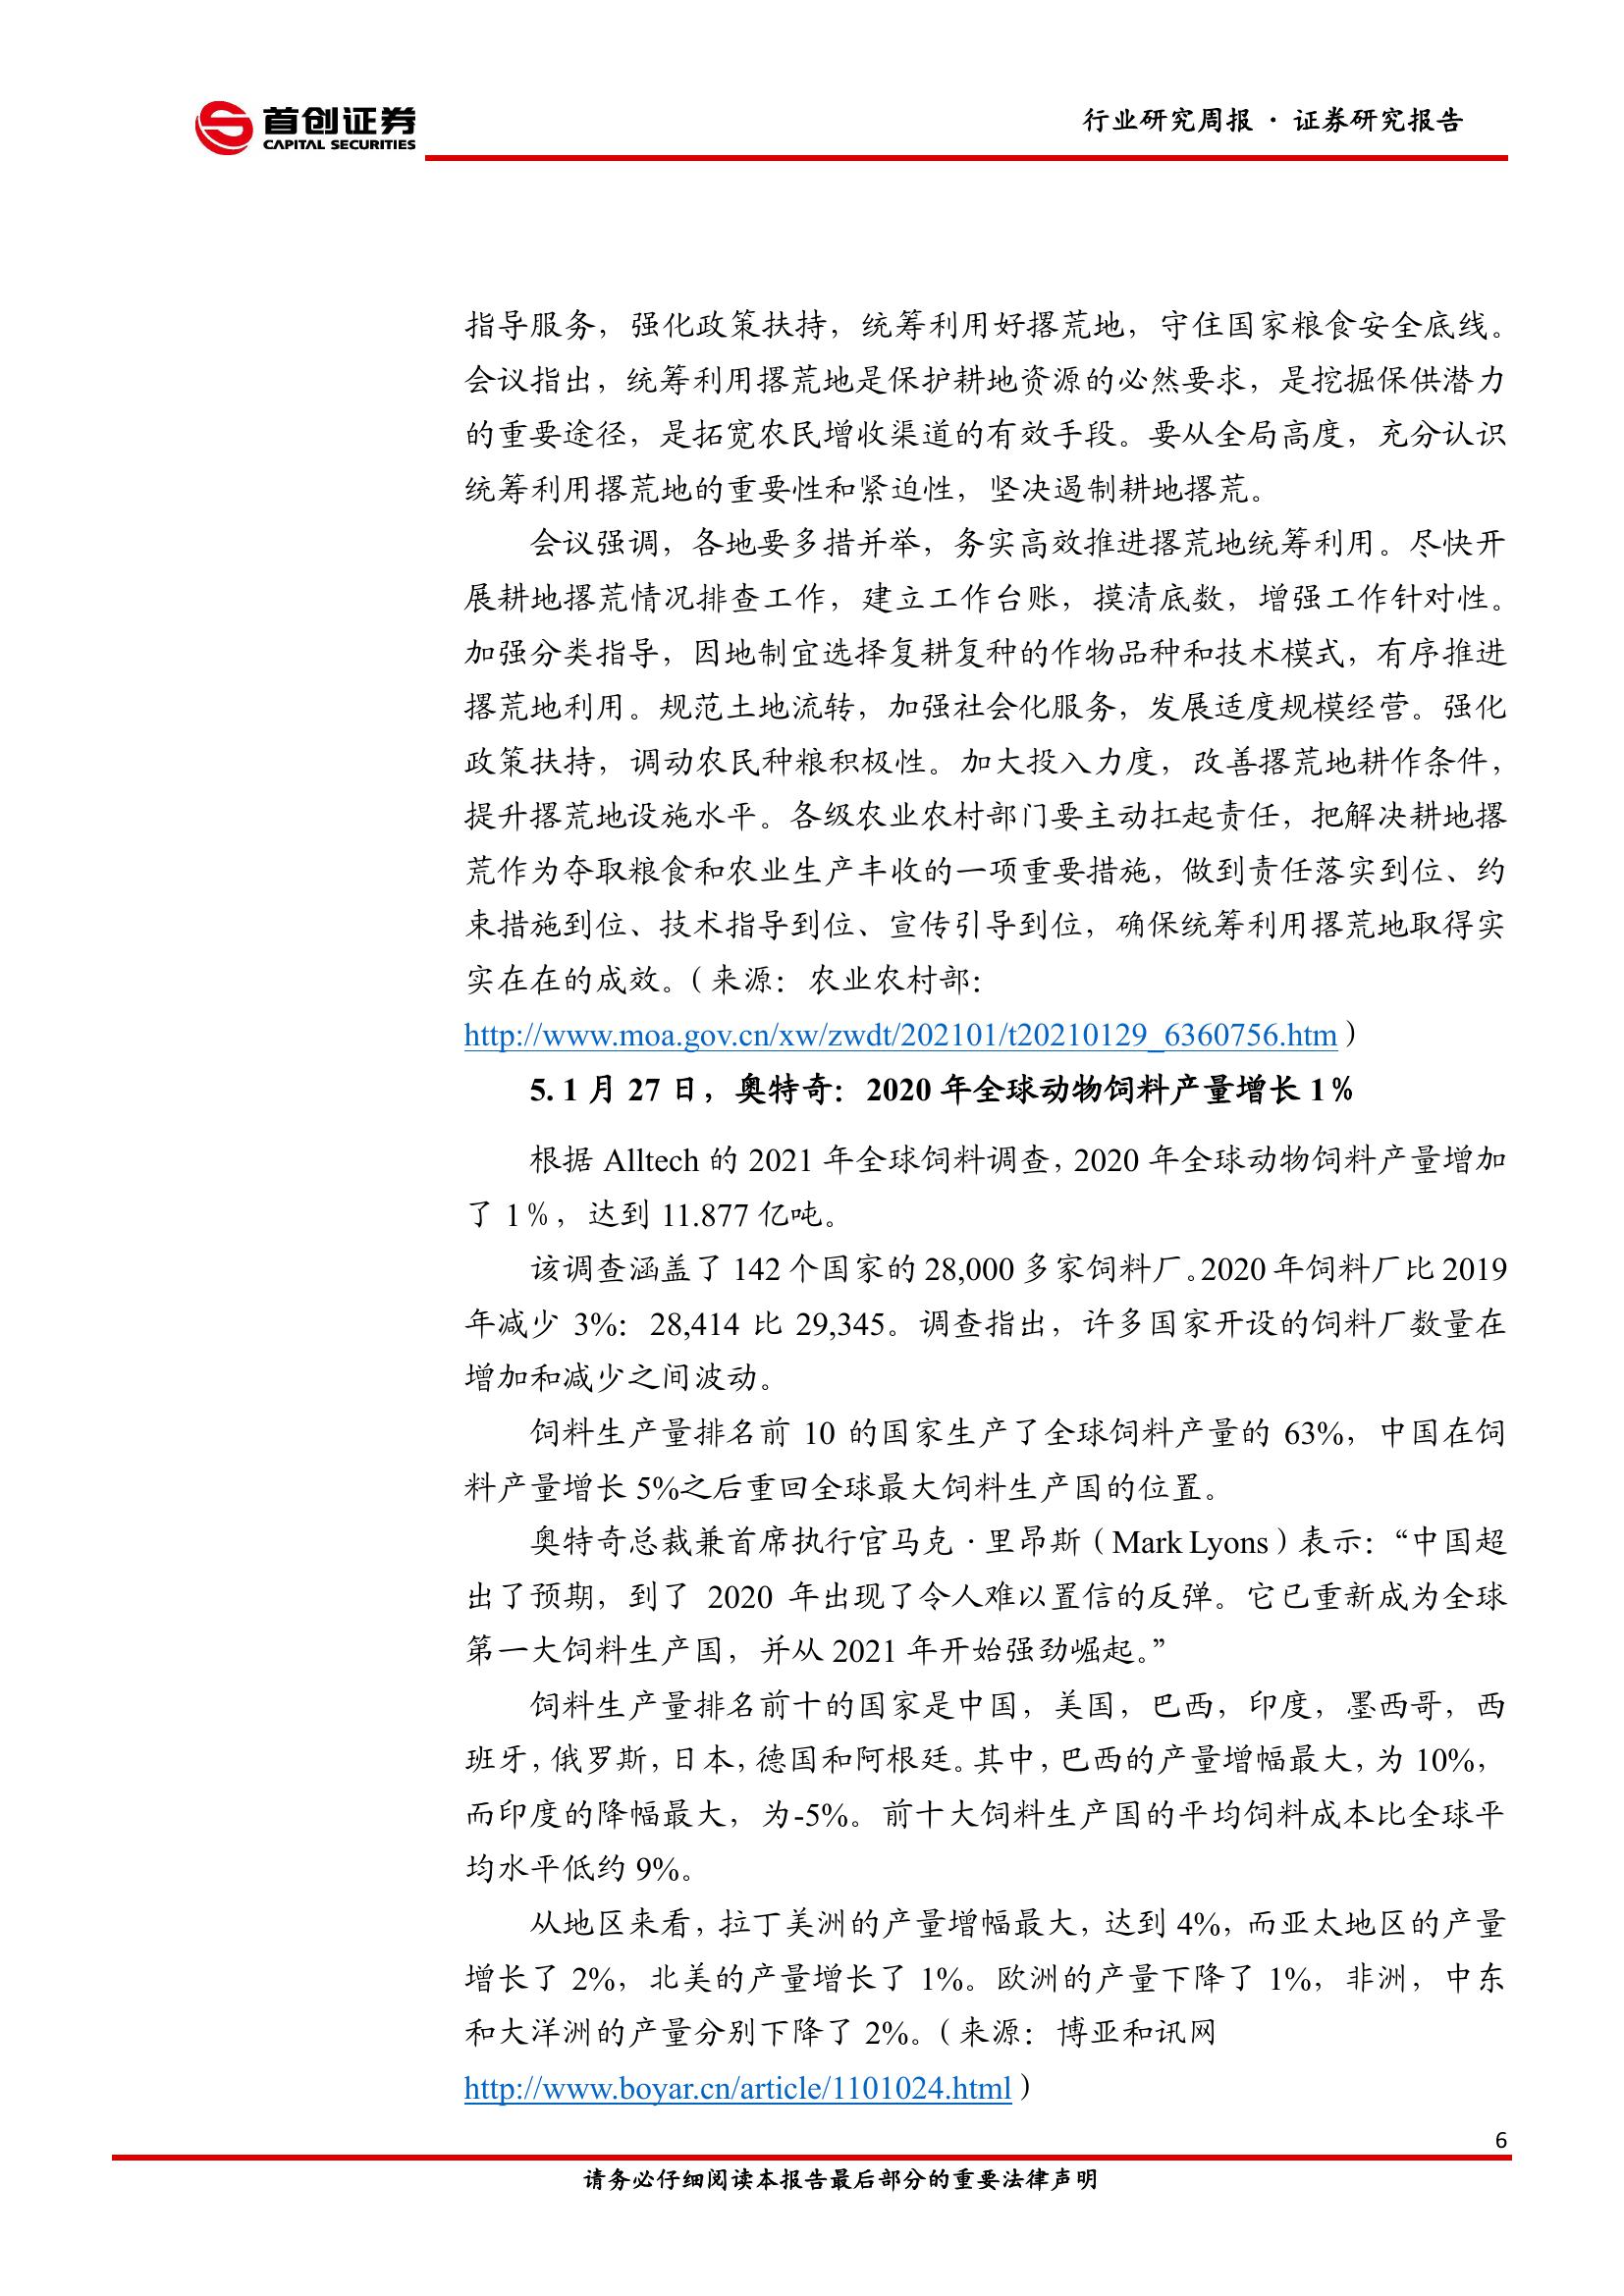 首创证券
CAPITAL SECURITIES
行业研究周报 · 证券研究报告
指导服务，强化政策扶持，统筹利用好撂荒地，守住国家粮食安全底线。
会议指出，统筹利用撂荒地是保护耕地资源的必然要求，是挖掘保供潜力
的重要途径，是拓宽农民增收渠道的有效手段。要从全局高度，充分认识
统筹利用撂荒地的重要性和紧迫性，坚决遏制耕地撂荒。
会议强调，各地要多措并举，务实高效推进撂荒地统筹利用。尽快开
展耕地撂荒情况排查工作，建立工作台账，摸清底数，增强工作针对性。
加强分类指导，因地制宜选择复耕复种的作物品种和技术模式，有序推进
撂荒地利用。规范土地流转，加强社会化服务，发展适度规模经营。强化
政策扶持，调动农民种粮积极性。加大投入力度，改善撂荒地耕作条件，
提升撂荒地设施水平。各级农业农村部门要主动扛起责任，把解决耕地撂
荒作为夺取粮食和农业生产丰收的一项重要措施，做到责任落实到位、约
束措施到位、技术指导到位、宣传引导到位，确保统筹利用撂荒地取得实
实在在的成效。（来源：农业农村部：
http://www.moa.gov.cn/xw/zwdt/202101/t20210129_6360756.htm）
5. 1 月 27 日，奥特奇：2020 年全球动物饲料产量增长 1％
根据 Alltech 的 2021 年全球饲料调查，2020 年全球动物饲料产量增加
了 1％，达到 11.877 亿吨。
该调查涵盖了 142 个国家的 28,000 多家饲料厂。2020 年饲料厂比 2019
年减少 3%：28,414 比 29,345。调查指出，许多国家开设的饲料厂数量在
增加和减少之间波动。
饲料生产量排名前 10 的国家生产了全球饲料产量的 63%，中国在饲
料产量增长 5%之后重回全球最大饲料生产国的位置。
奥特奇总裁兼首席执行官马克·里昂斯（Mark Lyons）表示：“中国超
出了预期，到了 2020 年出现了令人难以置信的反弹。它已重新成为全球
第一大饲料生产国，并从 2021 年开始强劲崛起。”
饲料生产量排名前十的国家是中国，美国，巴西，印度，墨西哥，西
班牙，俄罗斯，日本，德国和阿根廷。其中，巴西的产量增幅最大，为 10%，
而印度的降幅最大，为-5%。前十大饲料生产国的平均饲料成本比全球平
均水平低约 9%。
从地区来看，拉丁美洲的产量增幅最大，达到 4%，而亚太地区的产量
增长了 2%，北美的产量增长了 1%。欧洲的产量下降了 1%，非洲，中东
和大洋洲的产量分别下降了 2%。（来源：博亚和讯网
http://www.boyar.cn/article/1101024.html）
6
请务必仔细阅读本报告最后部分的重要法律声明